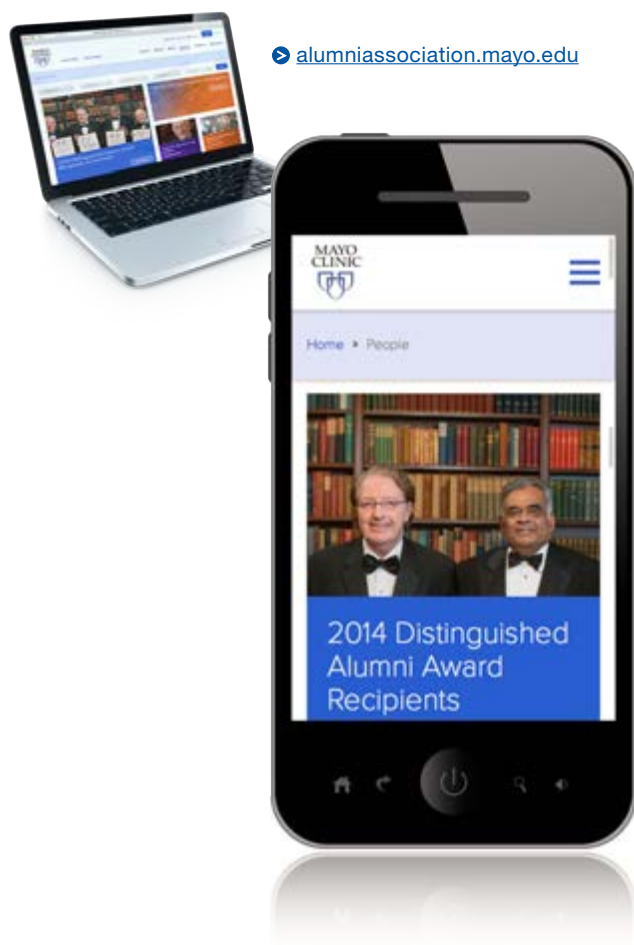 alumniassociation.mayo.edu
MAYO
CLINIC
Home ▸ People
2014 Distinguished
Alumni Award
Recipients